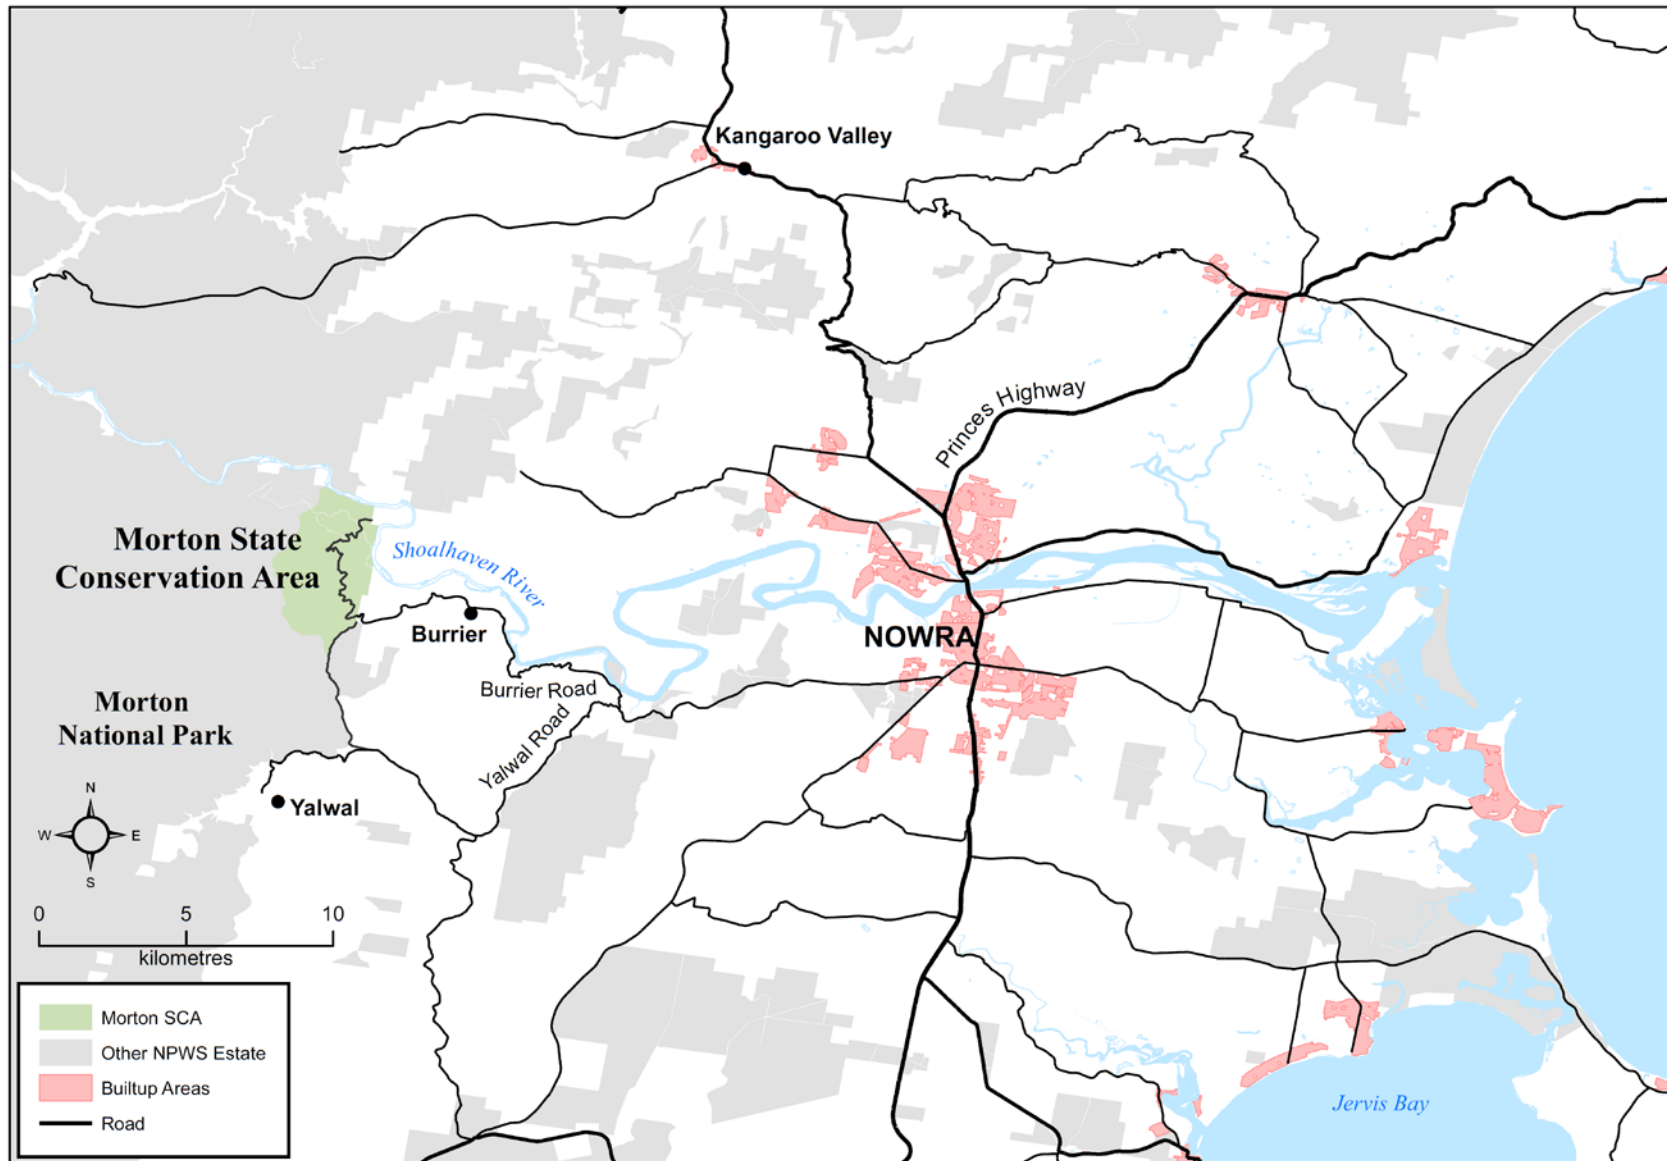 Kangaroo Valley
Princes Highway
Morton State
Conservation Area
Shoalhaven River
Burrier
NOWRA
Burrier Road
Yalwal Road
Morton
National Park
Yalwal
N
W
E
S
0
5
10
kilometres
Morton SCA
Other NPWS Estate
Builtup Areas
Road
Jervis Bay